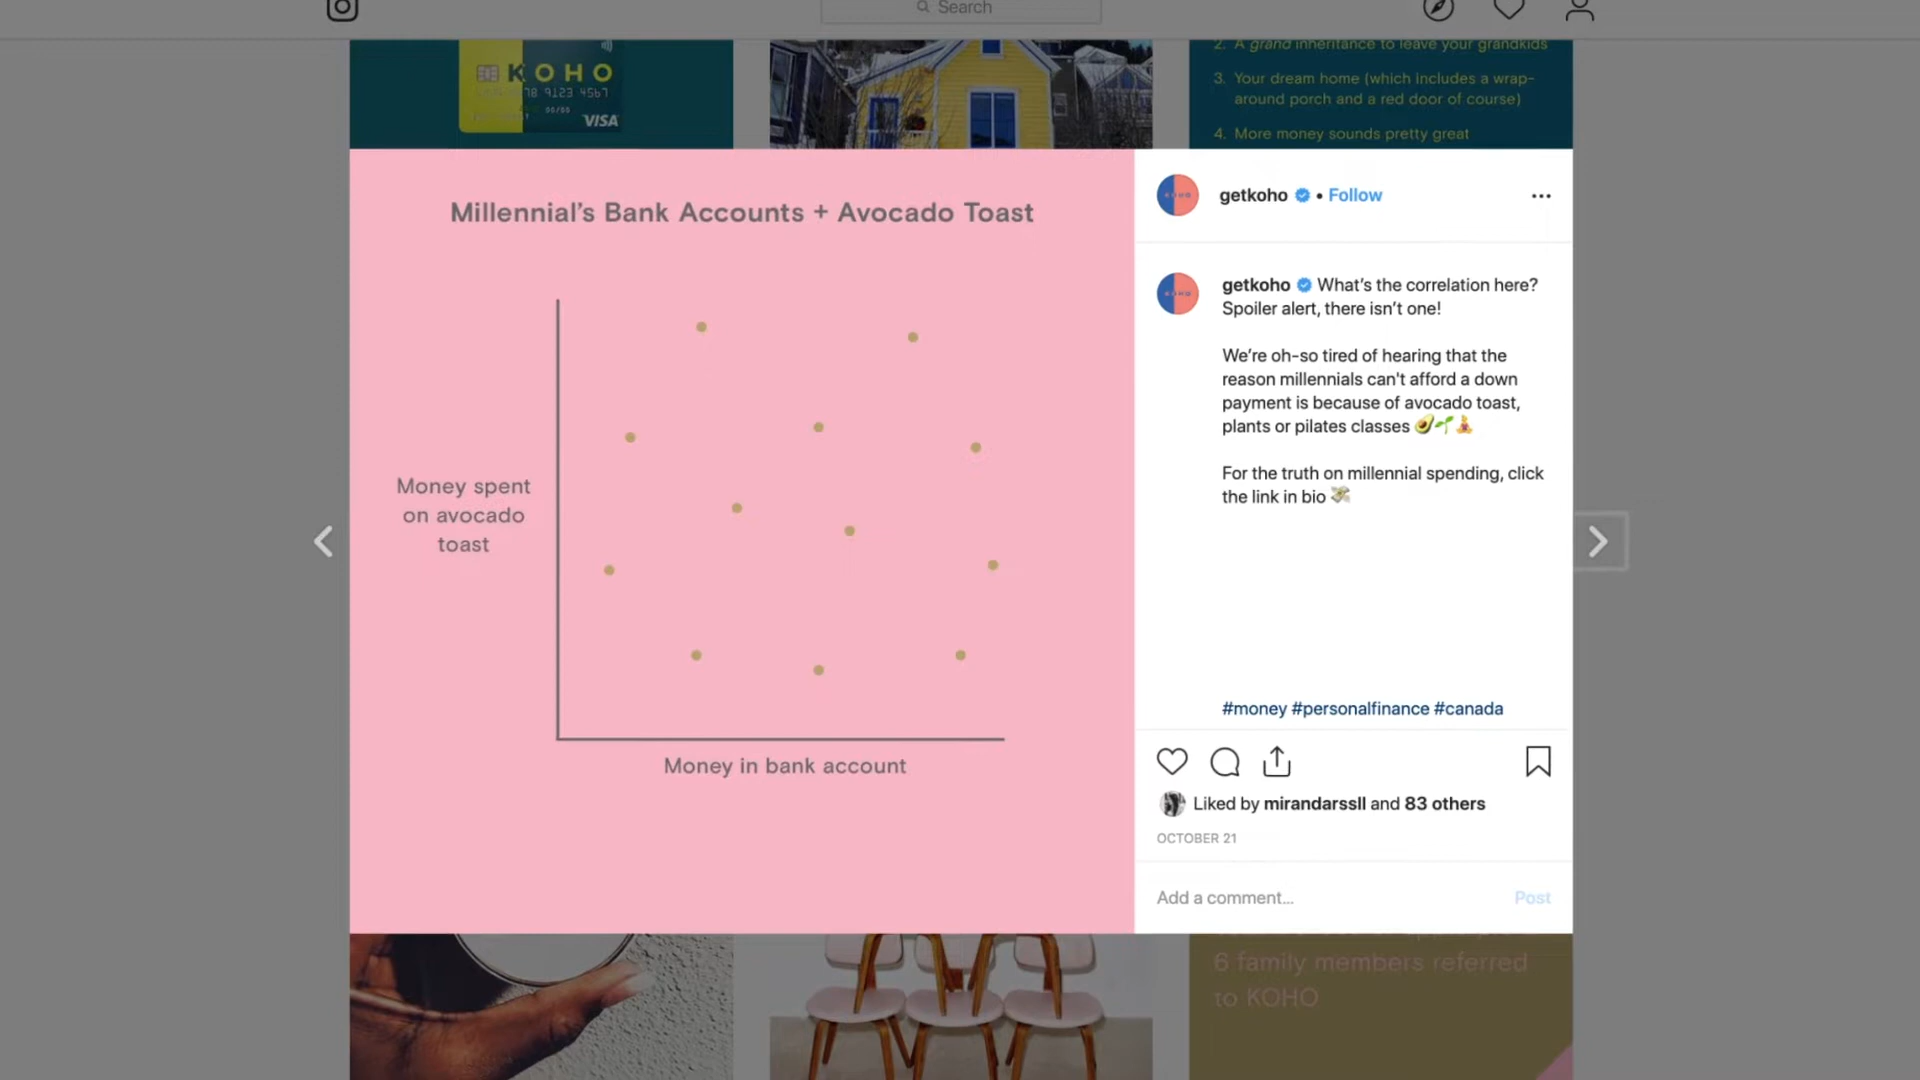 Search
KOHO
78 9123 4567
00/00
VISA
2. A grand inheritance to leave your grandkids
3. Your dream home (which includes a wrap-
around porch and a red door of course)
4. More money sounds pretty great
Millennial’s Bank Accounts + Avocado Toast
Money spent
on avocado
toast
Money in bank account
getkoho • Follow
getkoho What’s the correlation here?
Spoiler alert, there isn’t one!
We’re oh-so tired of hearing that the
reason millennials can't afford a down
payment is because of avocado toast,
plants or pilates classes 🥑🌱🧘
For the truth on millennial spending, click
the link in bio 💸
#money #personalfinance #canada
Liked by mirandarssll and 83 others
OCTOBER 21
Add a comment...
Post
6 family members referred
to KOHO